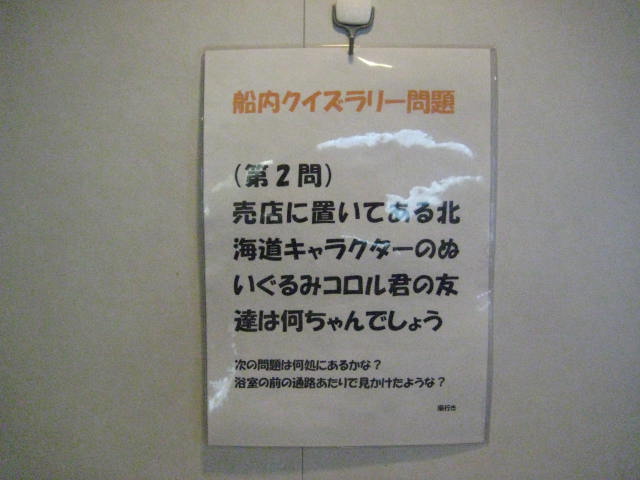 船内クイズラリー問題
(第2問)
売店に置いてある北
海道キャラクターのぬ
いぐるみコロル君の友
達は何ちゃんでしょう
次の問題は何処にあるかな?
浴室の前の通路あたりで見かけたような?